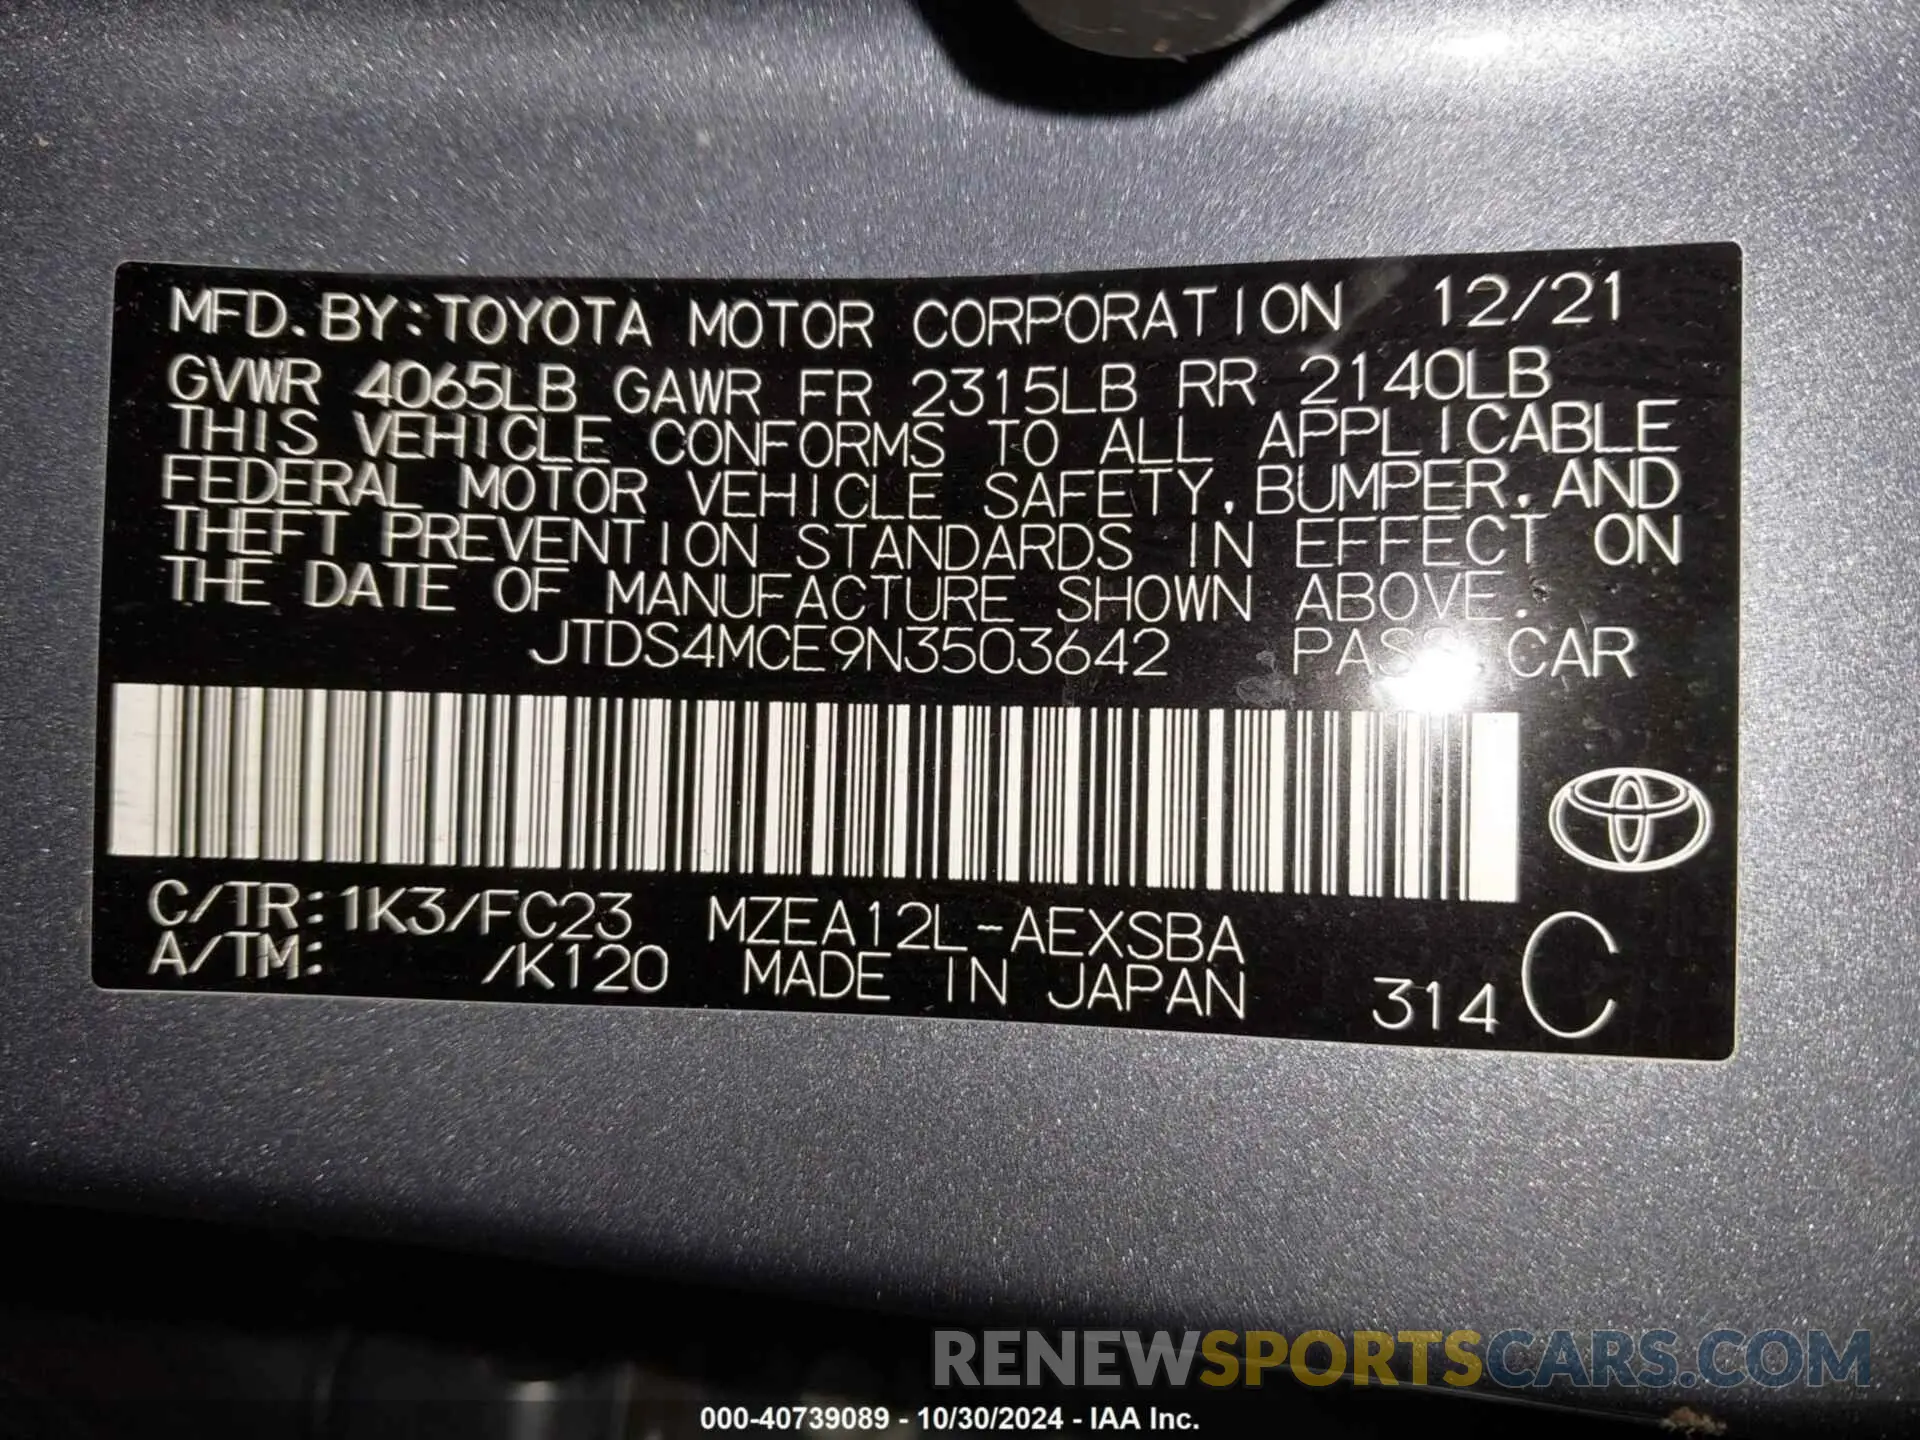 MFD. BY: TOYOTA MOTOR CORPORATION 12/21
GVWR 4065LB GAWR FR 2315LB RR 2140LB
THIS VEHICLE CONFORMS TO ALL APPLICABLE
FEDERAL MOTOR VEHICLE SAFETY, BUMPER, AND
THEFT PREVENTION STANDARDS IN EFFECT ON
THE DATE OF MANUFACTURE SHOWN ABOVE.
JTDS4MCE9N3503642 PASS CAR
C/TR: 1K3/FC23 MZEA12L-AEXSBA
A/TM: /K120 MADE IN JAPAN 314 C
RENEWSPORTSCARS.COM
000-40739089 - 10/30/2024 - IAA Inc.